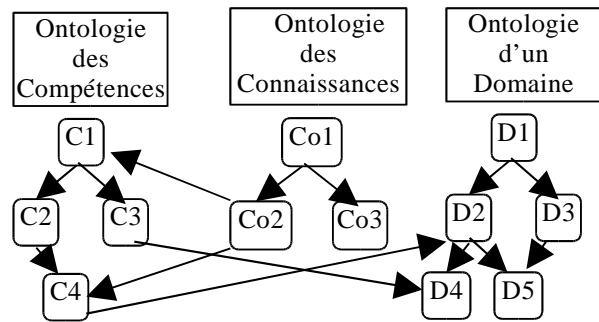 Ontologie
des
Compétences
Ontologie
des
Connaissances
Ontologie
d'un
Domaine
C1
Co1
D1
C2
C3
Co2
Co3
D2
D3
C4
D4
D5